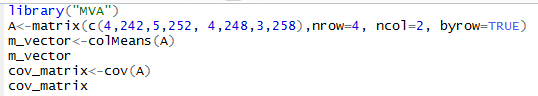 library("MVA")
A<-matrix(c(4,242,5,252, 4,248,3,258),nrow=4, ncol=2, byrow=TRUE)
m_vector<-colMeans(A)
m_vector
cov_matrix<-cov(A)
cov_matrix